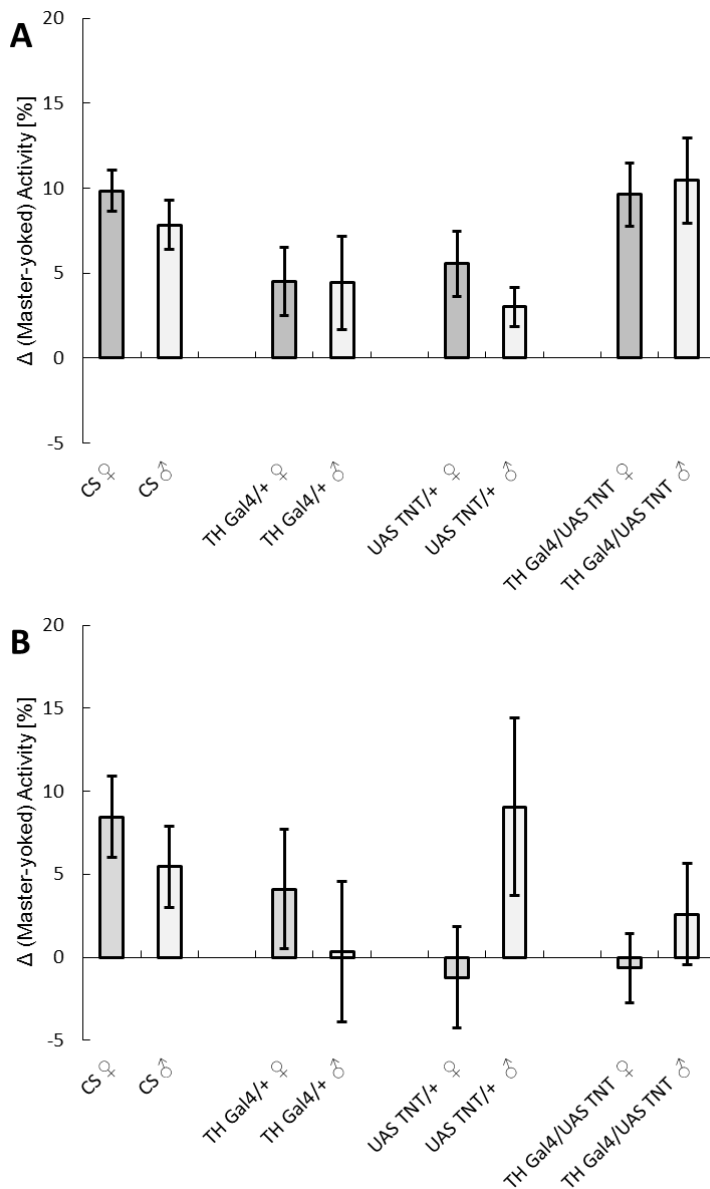 A
20
15
10
5
0
-5
Δ (Master-yoked) Activity [%]
CS ♀
CS ♂
TH Gal4/+ ♀
TH Gal4/+ ♂
UAS TNT/+ ♀
UAS TNT/+ ♂
TH Gal4/UAS TNT ♀
TH Gal4/UAS TNT ♂
B
20
15
10
5
0
-5
Δ (Master-yoked) Activity [%]
CS ♀
CS ♂
TH Gal4/+ ♀
TH Gal4/+ ♂
UAS TNT/+ ♀
UAS TNT/+ ♂
TH Gal4/UAS TNT ♀
TH Gal4/UAS TNT ♂